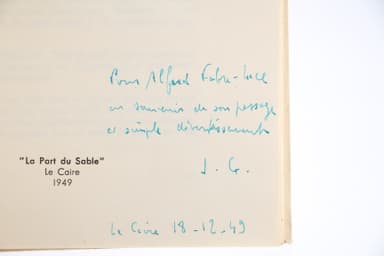 Pour Alfred Fabre-Luce
en souvenir de son passage
et simple divertissement
J. G.
"La Part du Sable"
Le Caire
1949
Le Caire 18-12-49